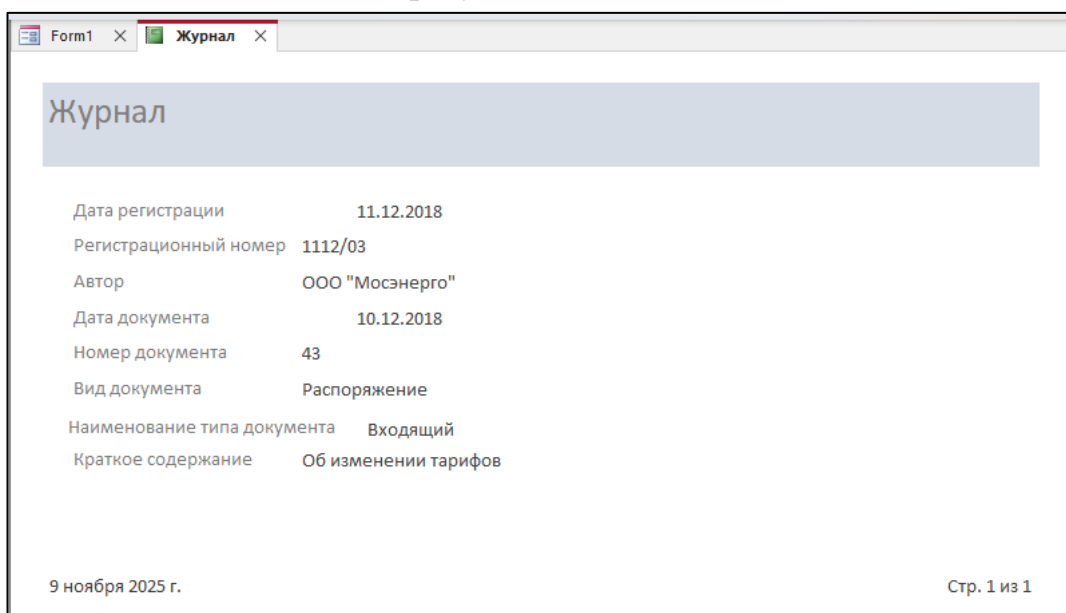 Form1 Журнал
Журнал
Дата регистрации 11.12.2018
Регистрационный номер 1112/03
Автор ООО "Мосэнерго"
Дата документа 10.12.2018
Номер документа 43
Вид документа Распоряжение
Наименование типа документа Входящий
Краткое содержание Об изменении тарифов
9 ноября 2025 г. Стр. 1 из 1